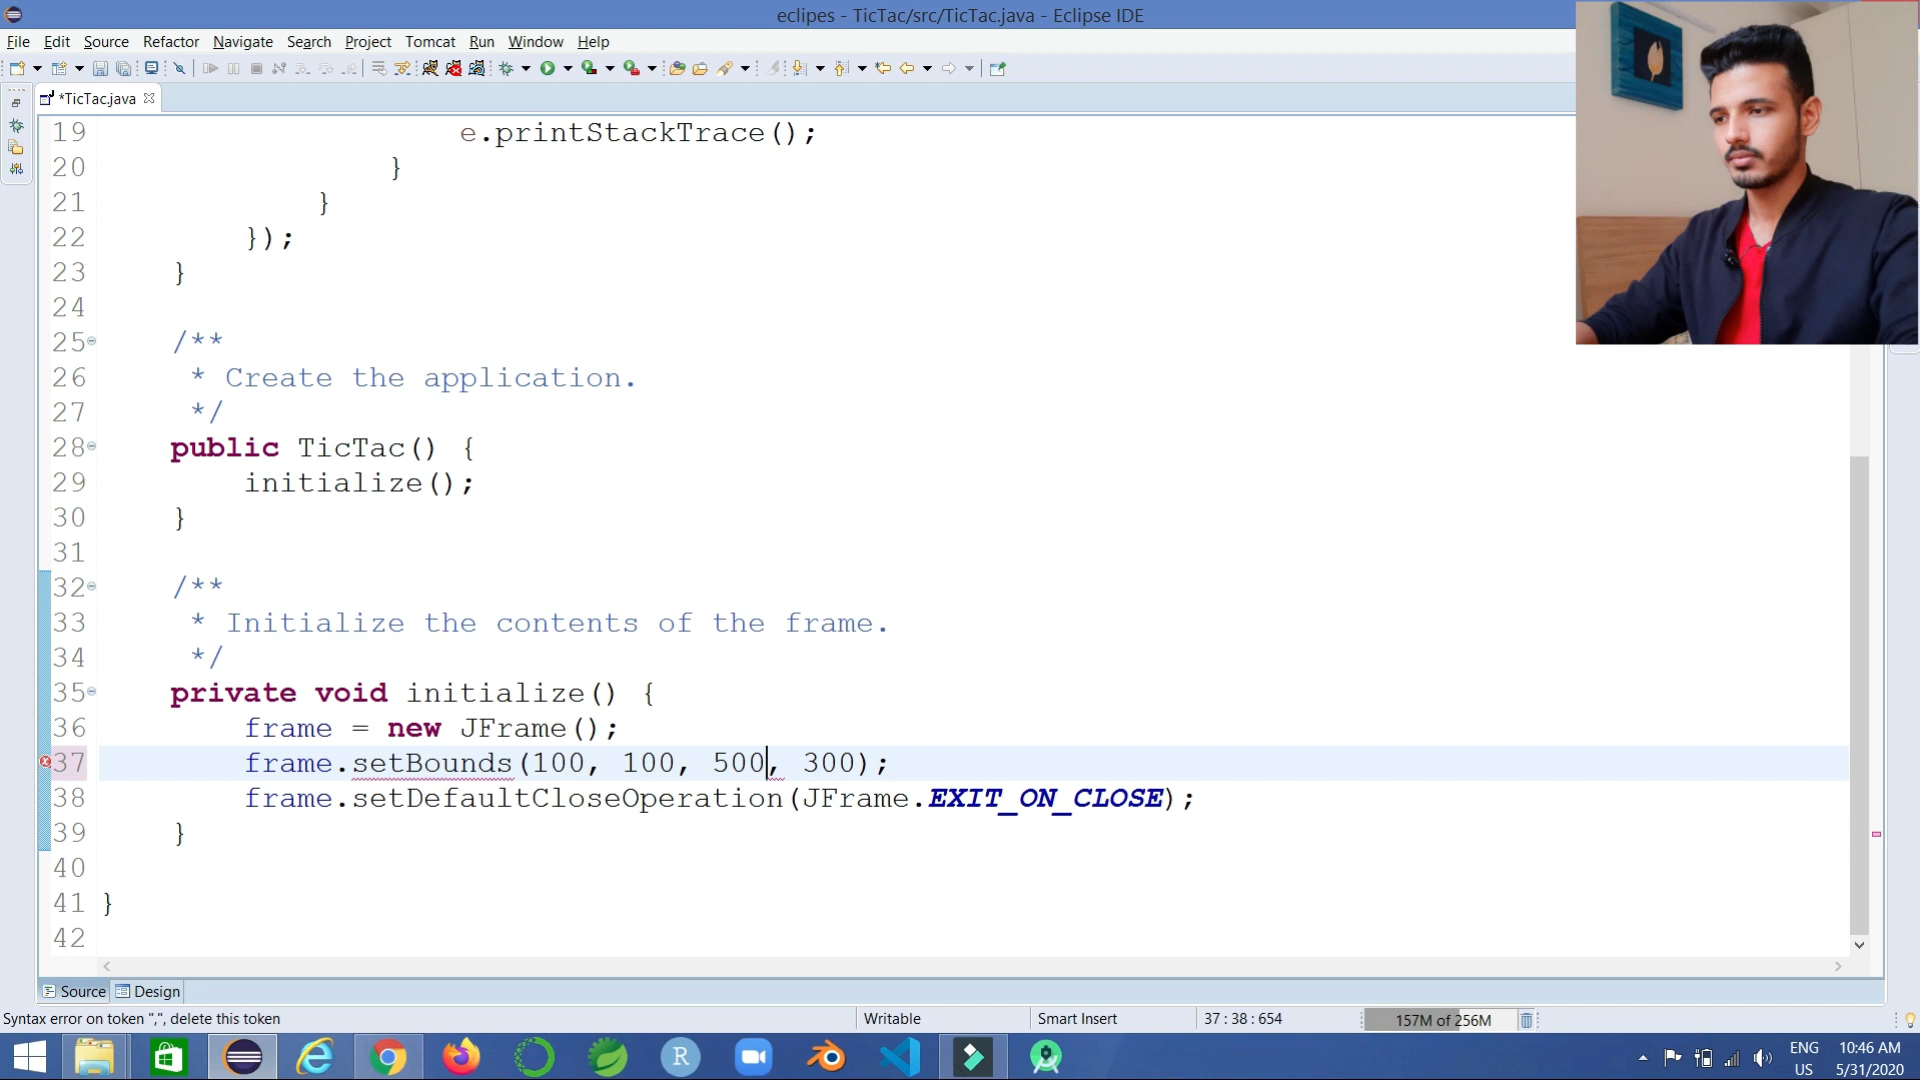 eclipes - TicTac/src/TicTac.java - Eclipse IDE
File Edit Source Refactor Navigate Search Project Tomcat Run Window Help
*TicTac.java
19 e.printStackTrace();
20 }
21 }
22 });
23 }
24
25 /**
26 * Create the application.
27 */
28 public TicTac() {
29 initialize();
30 }
31
32 /**
33 * Initialize the contents of the frame.
34 */
35 private void initialize() {
36 frame = new JFrame();
37 frame.setBounds(100, 100, 500, 300);
38 frame.setDefaultCloseOperation(JFrame.EXIT_ON_CLOSE);
39 }
40
41 }
42
Source Design
Syntax error on token ",", delete this token Writable Smart Insert 37 : 38 : 654 157M of 256M
R ENG 10:46 AM
US 5/31/2020